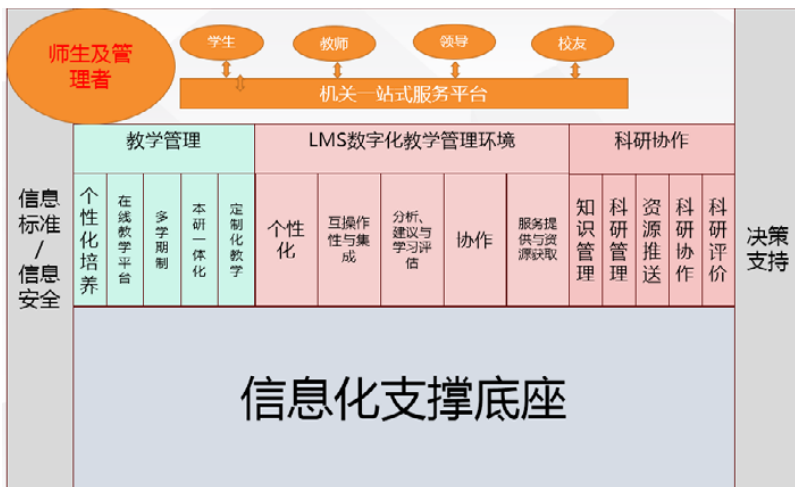 师生及管
理者
学生
教师
领导
校友
机关一站式服务平台
信息
标准
/
信息
安全
教学管理
个性化培养
在线教学平台
多学期制
本研一体化
定制化教学
LMS数字化教学管理环境
个性
化
互操作
性与集
成
分析、
建议与
学习评
估
协作
服务提
供与资
源获取
科研协作
知识管理
科研管理
资源推送
科研协作
科研评价
决策
支持
信息化支撑底座